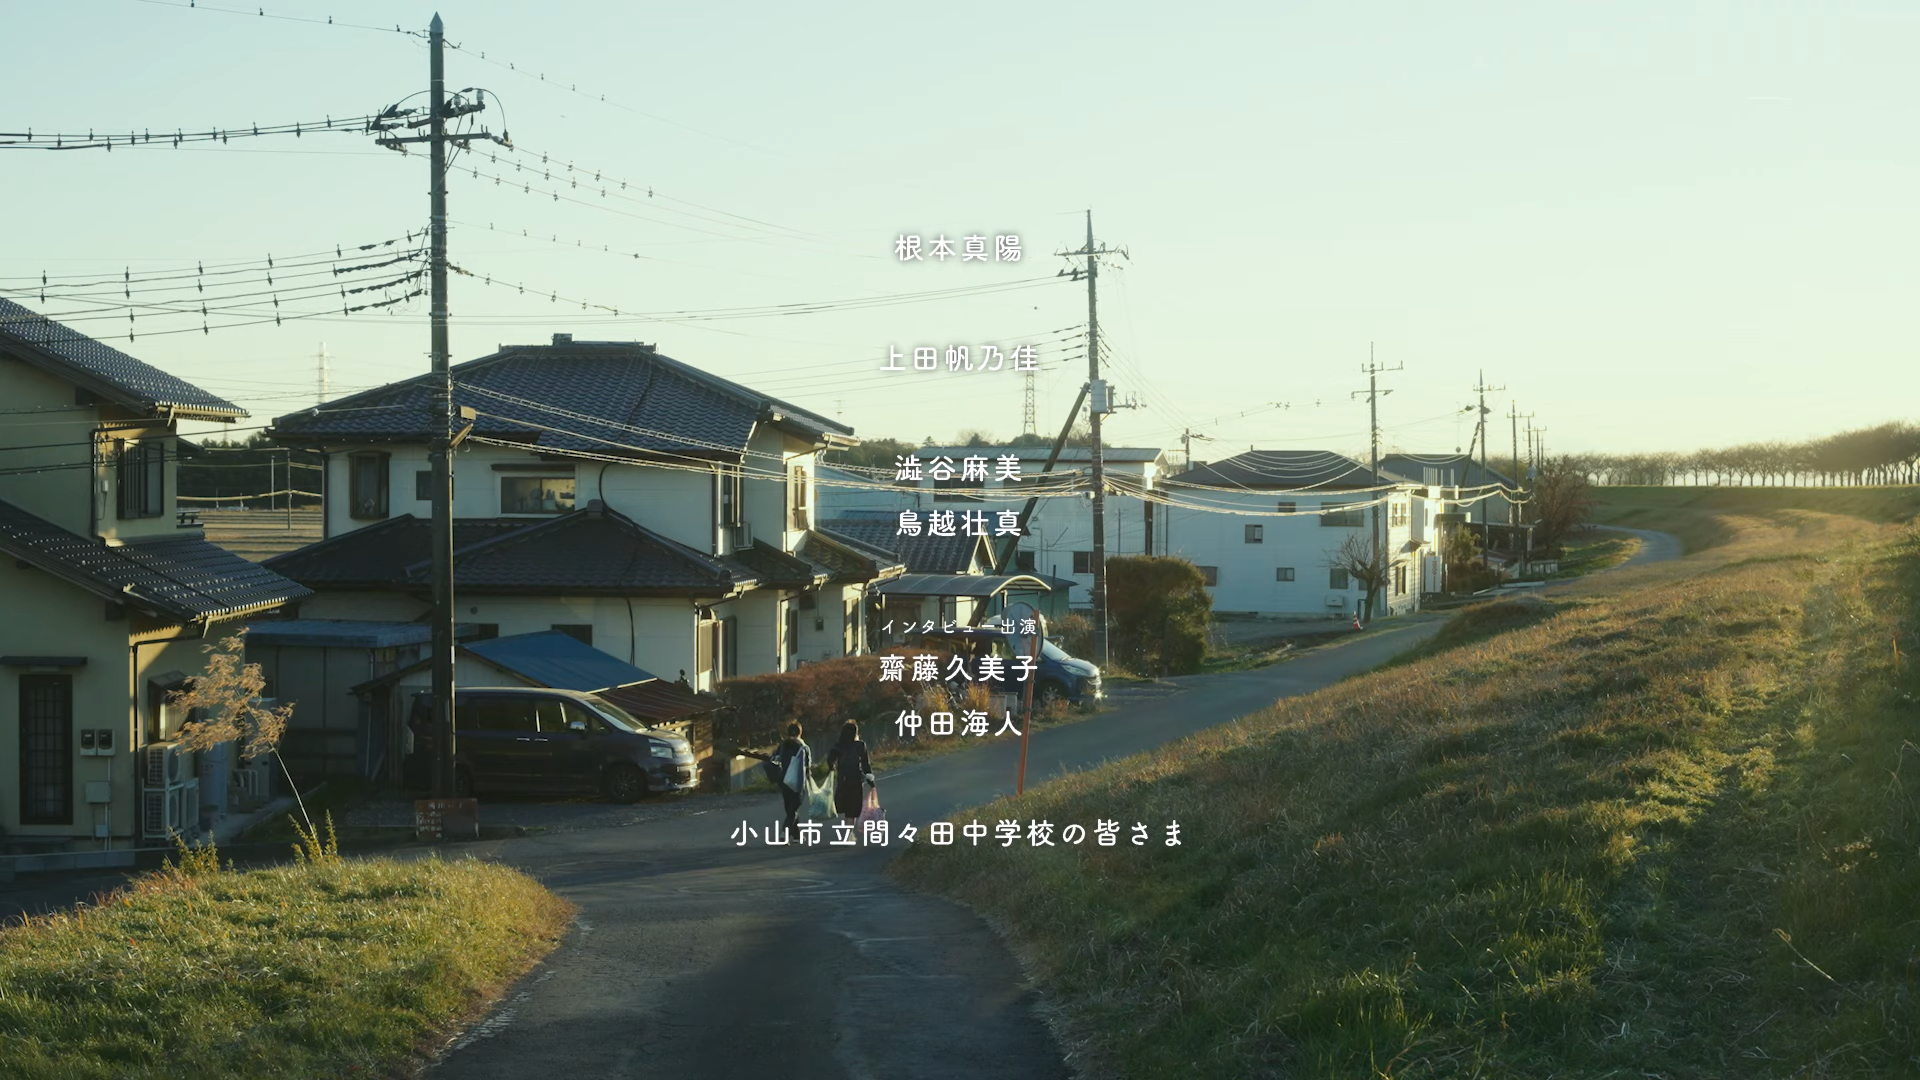 根本真陽
上田帆乃佳
澁谷麻美
鳥越壮真
インタビュー出演
齋藤久美子
仲田海人
小山市立間々田中学校の皆さま